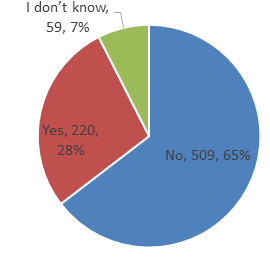 I don't know,
59, 7%
Yes, 220,
28%
No, 509, 65%